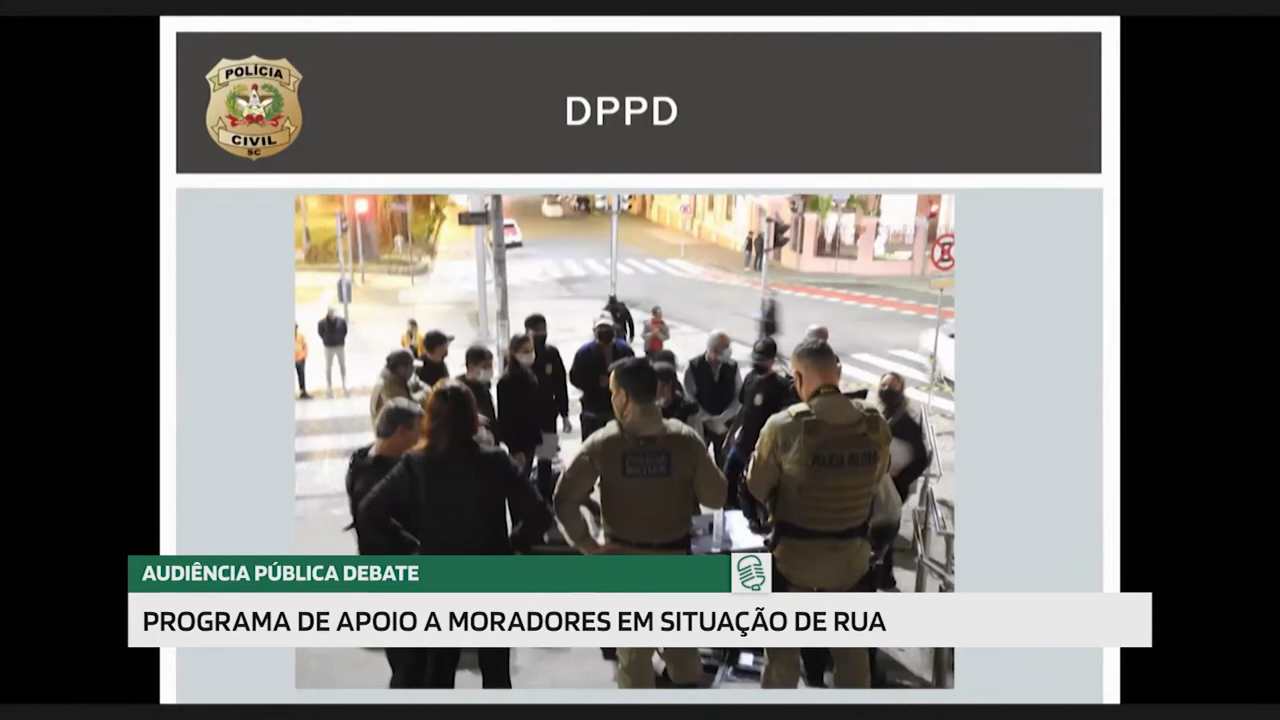 POLÍCIA
CIVIL
SC
DPPD
POLÍCIA
MILITAR
POLÍCIA MILITAR
AUDIÊNCIA PÚBLICA DEBATE
PROGRAMA DE APOIO A MORADORES EM SITUAÇÃO DE RUA